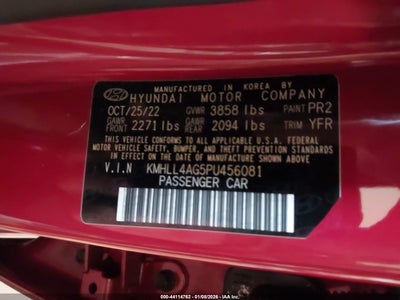 MANUFACTURED IN KOREA BY
HYUNDAI MOTOR COMPANY
OCT/25/22 GVWR 3858 lbs PAINT PR2
GAWR FRONT 2271 lbs GAWR REAR 2094 lbs TRIM YFR
THIS VEHICLE CONFORMS TO ALL APPLICABLE U.S. FEDERAL
MOTOR VEHICLE SAFETY, BUMPER, AND THEFT PREVENTION
STANDARDS IN EFFECT ON THE DATE OF MANUFACTURE SHOWN ABOVE.
V.I.N KMHLL4AG5PU456081
PASSENGER CAR
000-44114762 - 01/09/2026 - IAA